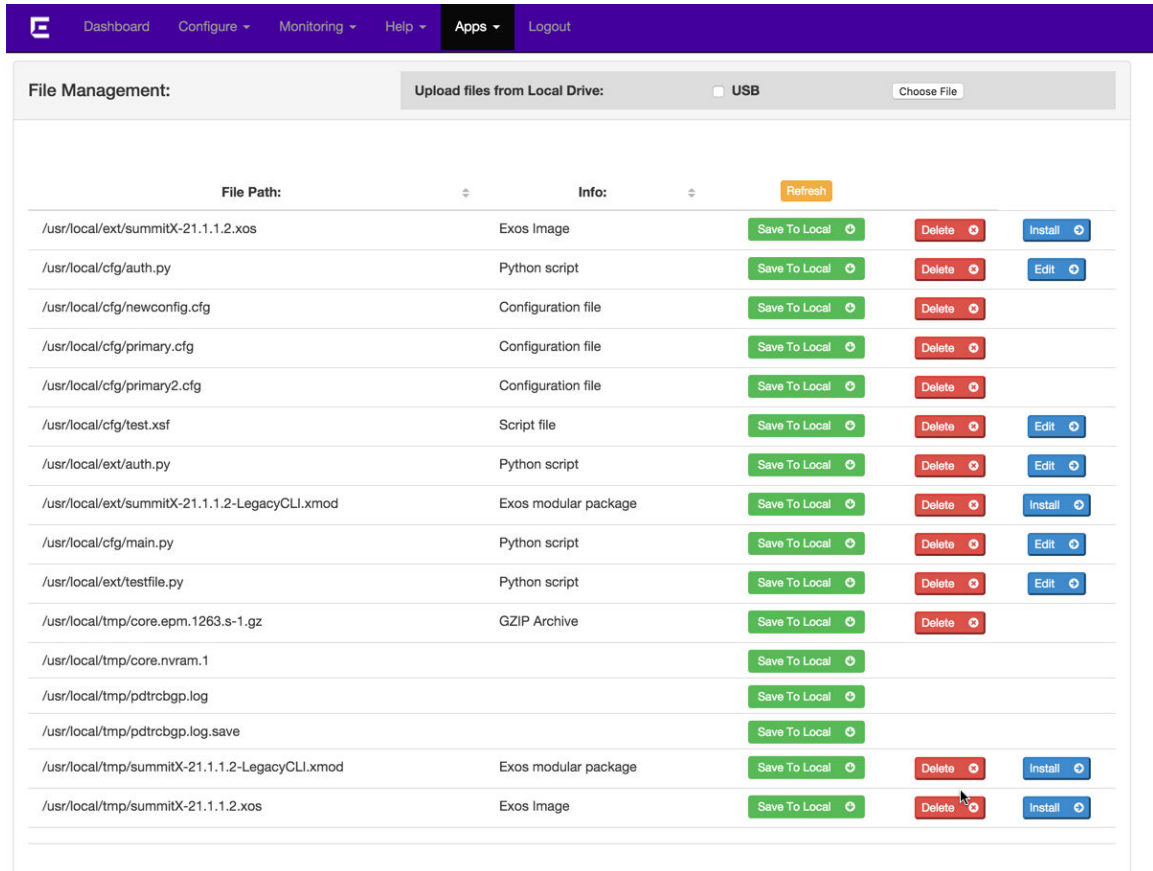 E Dashboard Configure Monitoring Help Apps Logout
File Management: Upload files from Local Drive: USB Choose File
File Path: Info: Refresh
/usr/local/ext/summitX-21.1.1.2.xos Exos Image Save To Local Delete Install
/usr/local/cfg/auth.py Python script Save To Local Delete Edit
/usr/local/cfg/newconfig.cfg Configuration file Save To Local Delete
/usr/local/cfg/primary.cfg Configuration file Save To Local Delete
/usr/local/cfg/primary2.cfg Configuration file Save To Local Delete
/usr/local/cfg/test.xsf Script file Save To Local Delete Edit
/usr/local/ext/auth.py Python script Save To Local Delete Edit
/usr/local/ext/summitX-21.1.1.2-LegacyCLI.xmod Exos modular package Save To Local Delete Install
/usr/local/cfg/main.py Python script Save To Local Delete Edit
/usr/local/ext/testfile.py Python script Save To Local Delete Edit
/usr/local/tmp/core.epm.1263.s-1.gz GZIP Archive Save To Local Delete
/usr/local/tmp/core.nvram.1 Save To Local
/usr/local/tmp/pdtrcbgp.log Save To Local
/usr/local/tmp/pdtrcbgp.log.save Save To Local
/usr/local/tmp/summitX-21.1.1.2-LegacyCLI.xmod Exos modular package Save To Local Delete Install
/usr/local/tmp/summitX-21.1.1.2.xos Exos Image Save To Local Delete Install